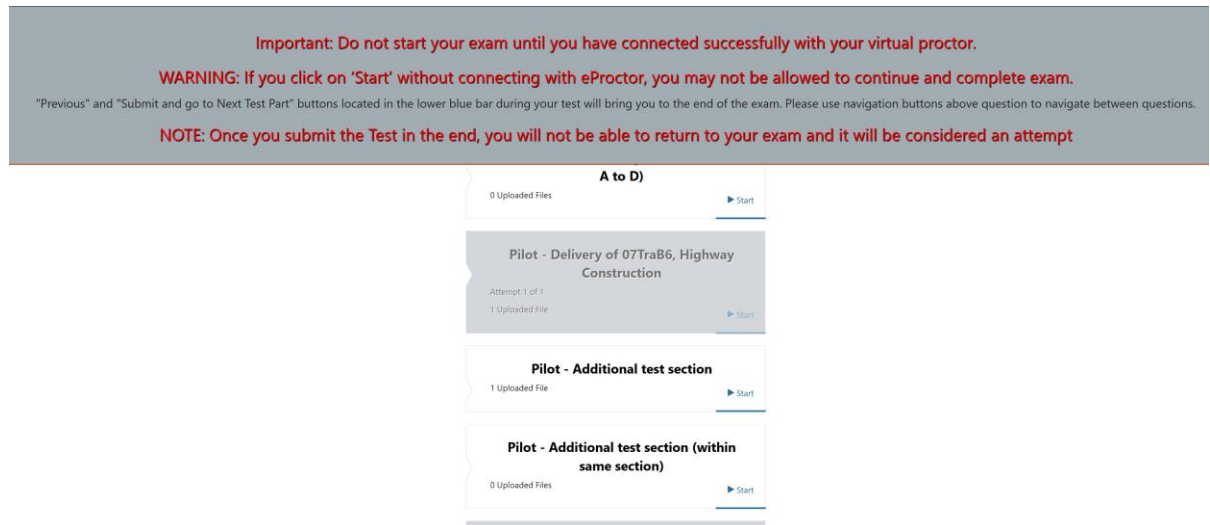 Important: Do not start your exam until you have connected successfully with your virtual proctor.
WARNING: If you click on 'Start' without connecting with eProctor, you may not be allowed to continue and complete exam.
"Previous" and "Submit and go to Next Test Part" buttons located in the lower blue bar during your test will bring you to the end of the exam. Please use navigation buttons above question to navigate between questions.
NOTE: Once you submit the Test in the end, you will not be able to return to your exam and it will be considered an attempt
A to D)
0 Uploaded Files
Start
Pilot - Delivery of 07TraB6, Highway
Construction
Attempt 1 of 1
1 Uploaded File
Start
Pilot - Additional test section
1 Uploaded File
Start
Pilot - Additional test section (within
same section)
0 Uploaded Files
Start